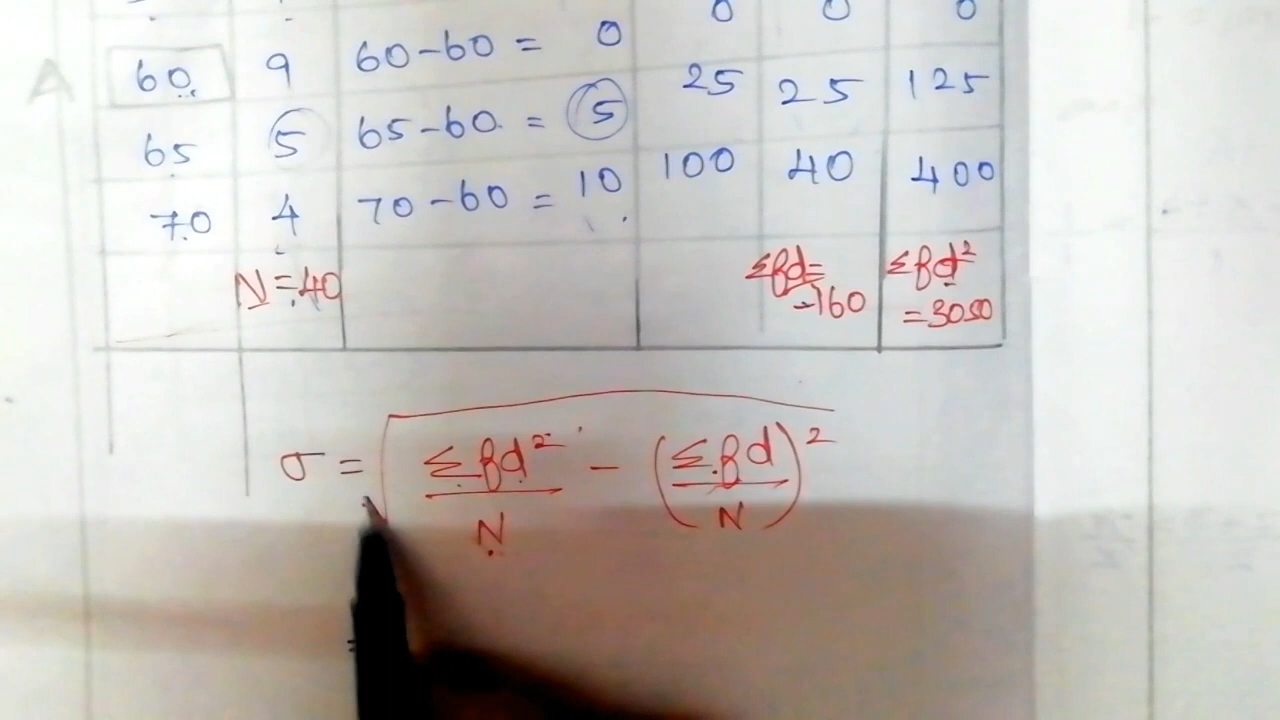 0 0 0
A 60 9 60-60 = 0
65 5 65-60 = 5 25 25 125
70 4 70-60 = 10 100 40 400
N=40 Σfd= -160 Σfd² =3050
σ = √ Σfd²/N - (Σfd/N)²